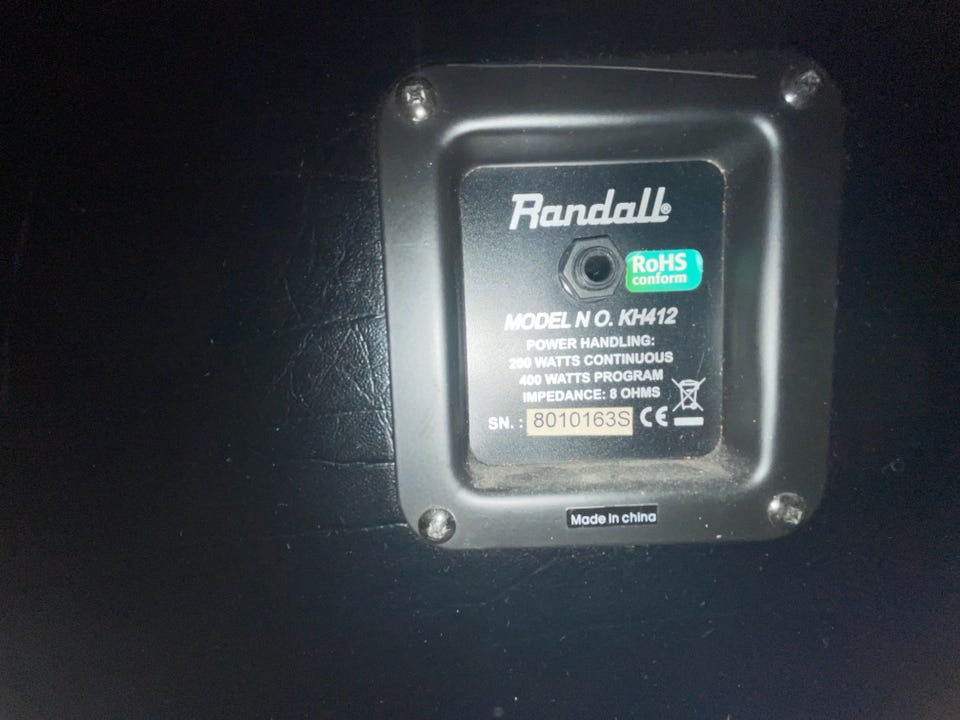 Randall®
RoHS
conform
MODEL N O. KH412
POWER HANDLING:
200 WATTS CONTINUOUS
400 WATTS PROGRAM
IMPEDANCE: 8 OHMS
SN. : 8010163S CE
Made in china